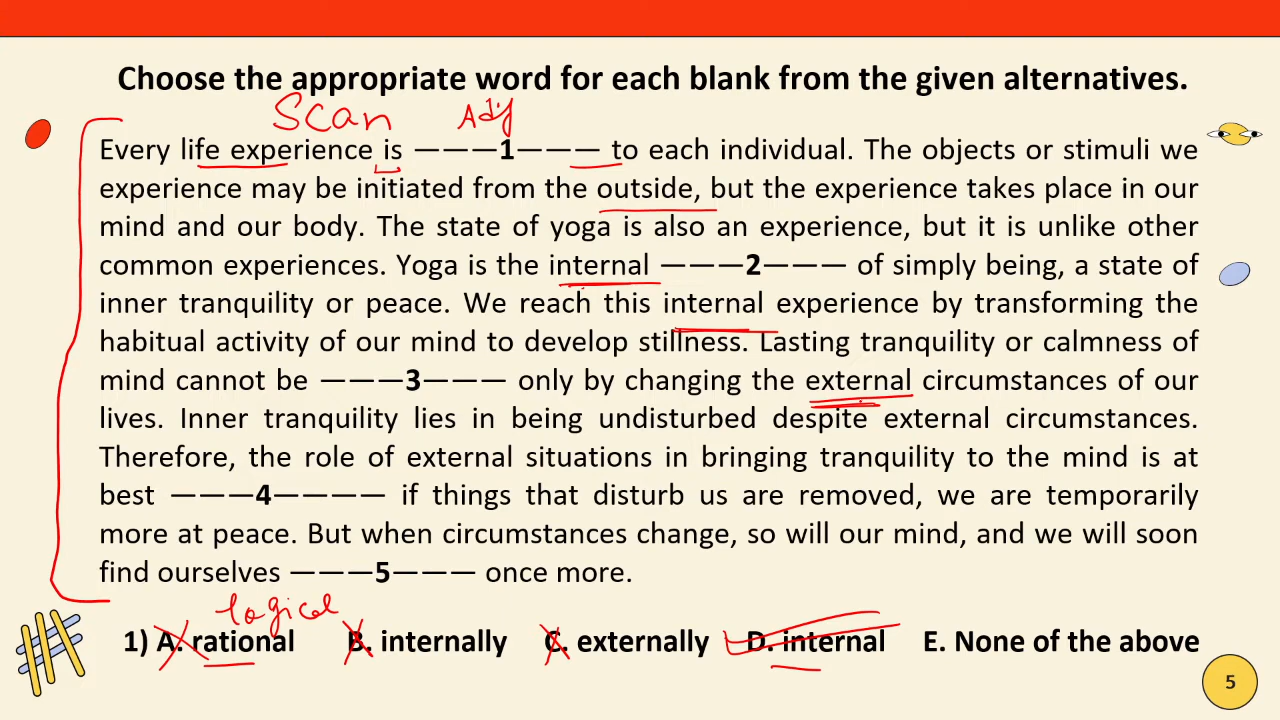 Choose the appropriate word for each blank from the given alternatives.
Scan Adj
Every life experience is ———1——— to each individual. The objects or stimuli we
experience may be initiated from the outside, but the experience takes place in our
mind and our body. The state of yoga is also an experience, but it is unlike other
common experiences. Yoga is the internal ———2——— of simply being, a state of
inner tranquility or peace. We reach this internal experience by transforming the
habitual activity of our mind to develop stillness. Lasting tranquility or calmness of
mind cannot be ———3——— only by changing the external circumstances of our
lives. Inner tranquility lies in being undisturbed despite external circumstances.
Therefore, the role of external situations in bringing tranquility to the mind is at
best ———4———— if things that disturb us are removed, we are temporarily
more at peace. But when circumstances change, so will our mind, and we will soon
find ourselves ———5——— once more.
logical
1) A. rational B. internally C. externally D. internal E. None of the above
5